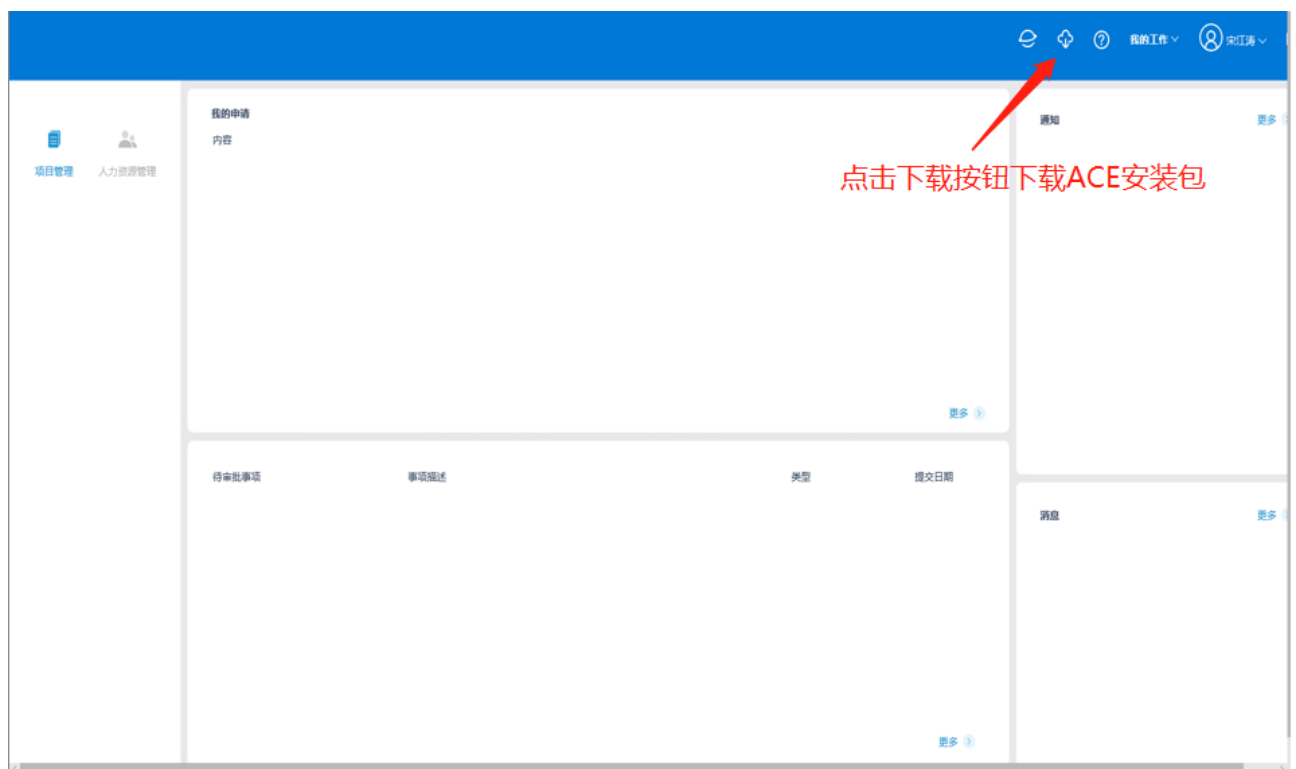 我的工作
宋江涛
项目管理
人力资源管理
我的申请
内容
通知
更多
点击下载按钮下载ACE安装包
更多
待审批事项
事项描述
类型
提交日期
消息
更多
更多